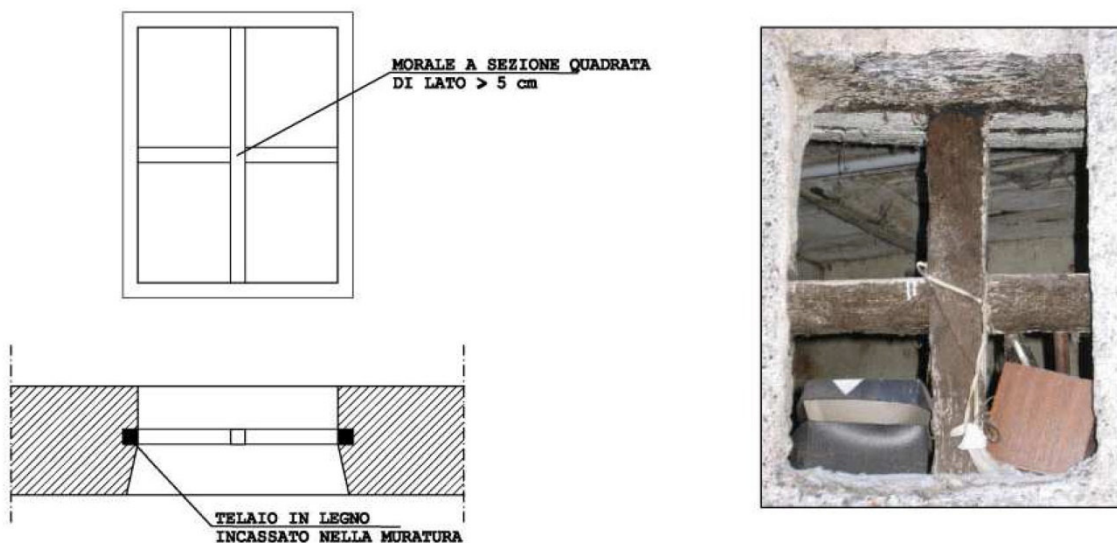 MORALE A SEZIONE QUADRATA
DI LATO > 5 cm
TELAIO IN LEGNO
INCASSATO NELLA MURATURA